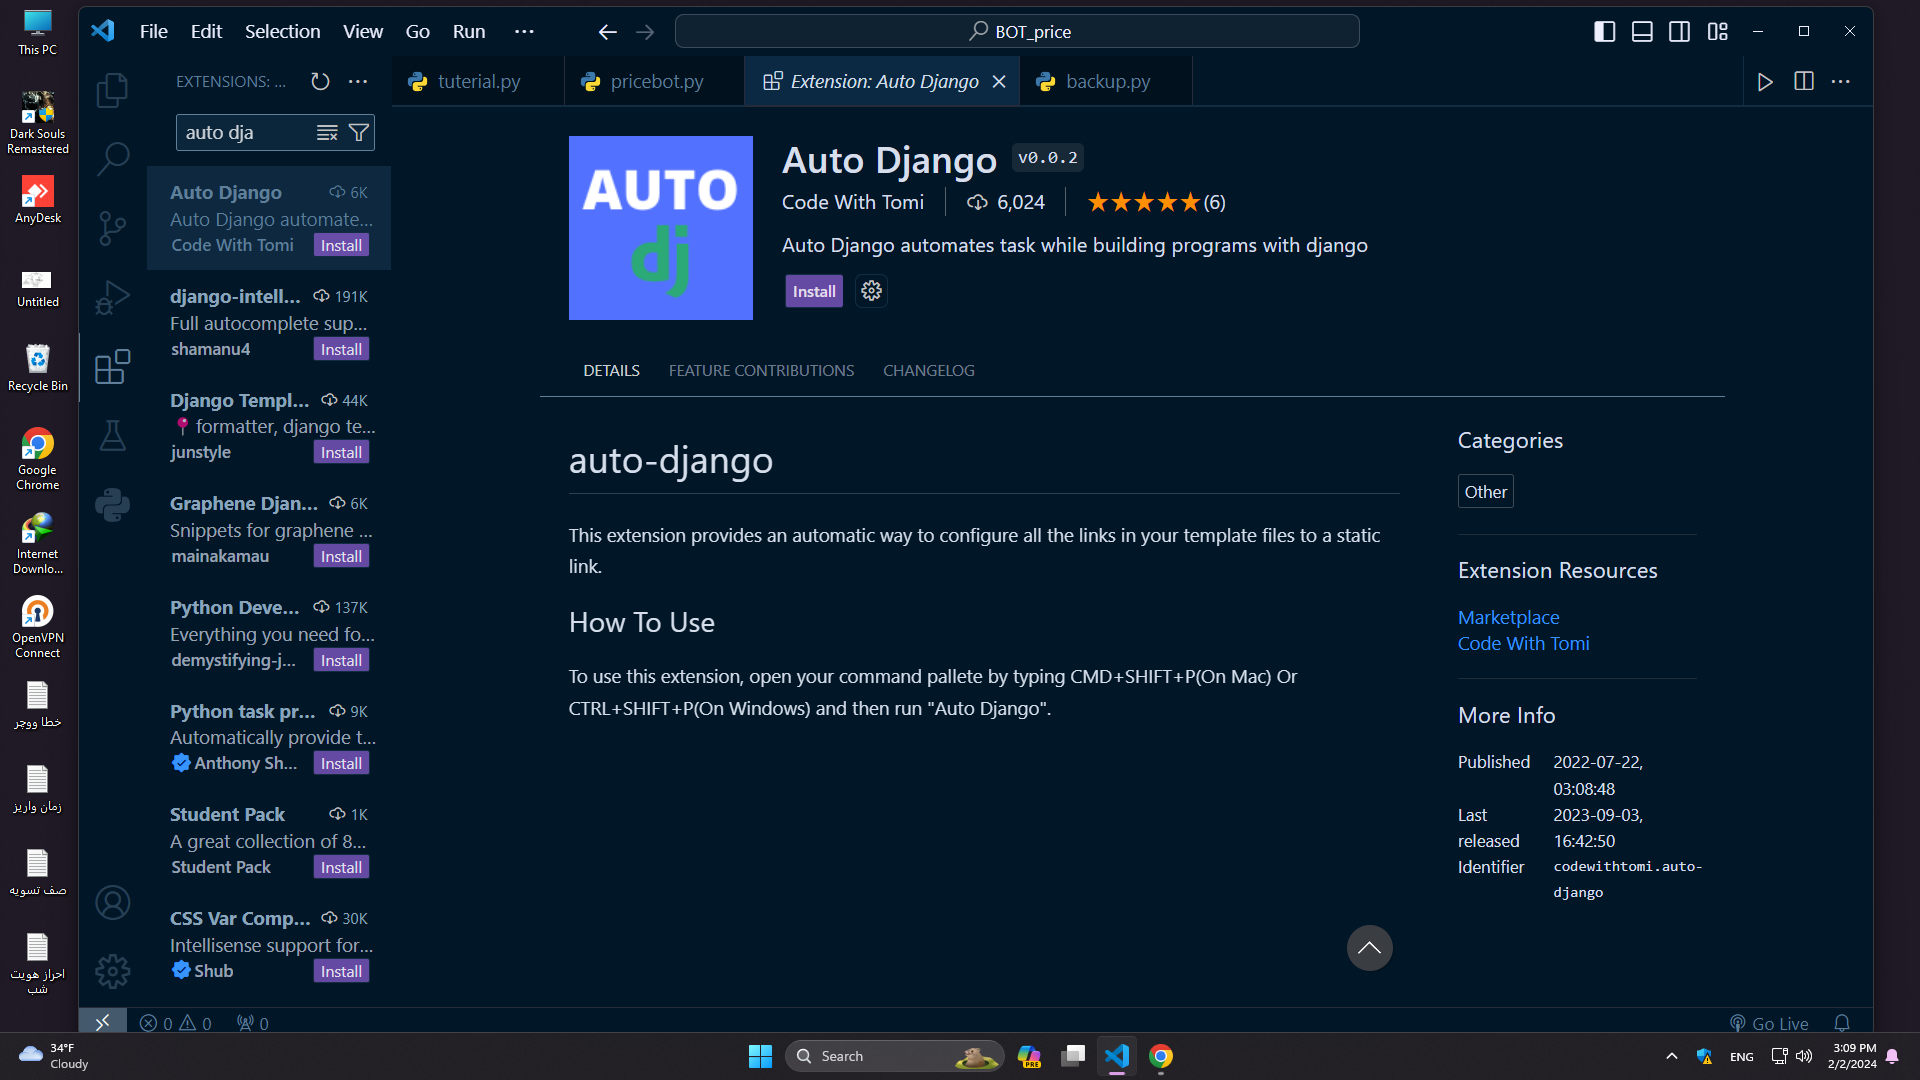 This PC
Dark Souls
Remastered
AnyDesk
Untitled
Recycle Bin
Google
Chrome
Internet
Downlo...
OpenVPN
Connect
خطا ووچر
زمان واریز
صف تسویه
احراز هویت
شب
File Edit Selection View Go Run ···
BOT_price
EXTENSIONS: ...
auto dja
Auto Django 6K
Auto Django automate...
Code With Tomi Install
django-intell... 191K
Full autocomplete sup...
shamanu4 Install
Django Templ... 44K
formatter, django te...
junstyle Install
Graphene Djan... 6K
Snippets for graphene ...
mainakamau Install
Python Deve... 137K
Everything you need fo...
demystifying-j... Install
Python task pr... 9K
Automatically provide t...
Anthony Sh... Install
Student Pack 1K
A great collection of 8...
Student Pack Install
CSS Var Comp... 30K
Intellisense support for...
Shub Install
tuterial.py pricebot.py Extension: Auto Django backup.py
AUTO
dj
Auto Django v0.0.2
Code With Tomi 6,024 (6)
Auto Django automates task while building programs with django
Install
DETAILS FEATURE CONTRIBUTIONS CHANGELOG
auto-django
This extension provides an automatic way to configure all the links in your template files to a static
link.
How To Use
To use this extension, open your command pallete by typing CMD+SHIFT+P(On Mac) Or
CTRL+SHIFT+P(On Windows) and then run "Auto Django".
Categories
Other
Extension Resources
Marketplace
Code With Tomi
More Info
Published 2022-07-22,
03:08:48
Last 2023-09-03,
released 16:42:50
Identifier codewithtomi.auto-
django
0 0 0
Go Live
34°F
Cloudy
Search
PRE
ENG
3:09 PM
2/2/2024